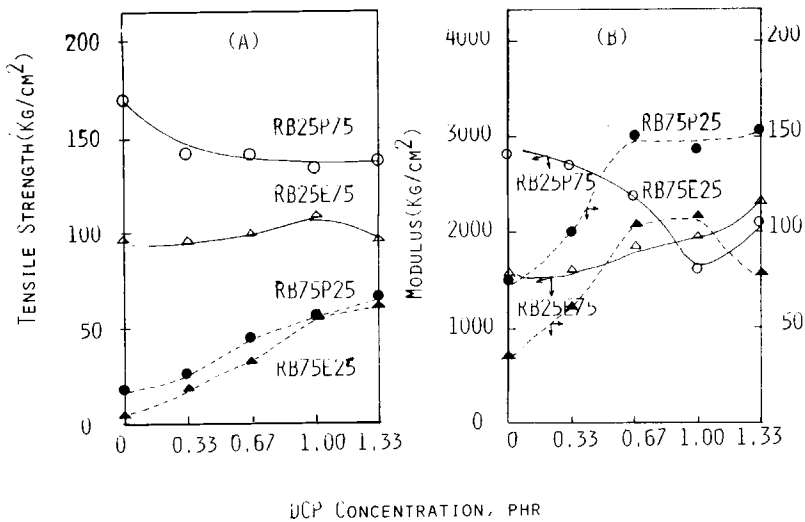 (A)
(B)
TENSILE STRENGTH(KG/CM2)
200
150
100
50
0
RB25P75
RB25E75
RB75P25
RB75E25
0 0.33 0.67 1.00 1.33
MODULUS(KG/CM2)
4000
3000
2000
1000
0
RB75P25
RB25P75
RB75E25
RB25E75
200
150
100
50
0 0.33 0.67 1.00 1.33
DCP CONCENTRATION, PHR